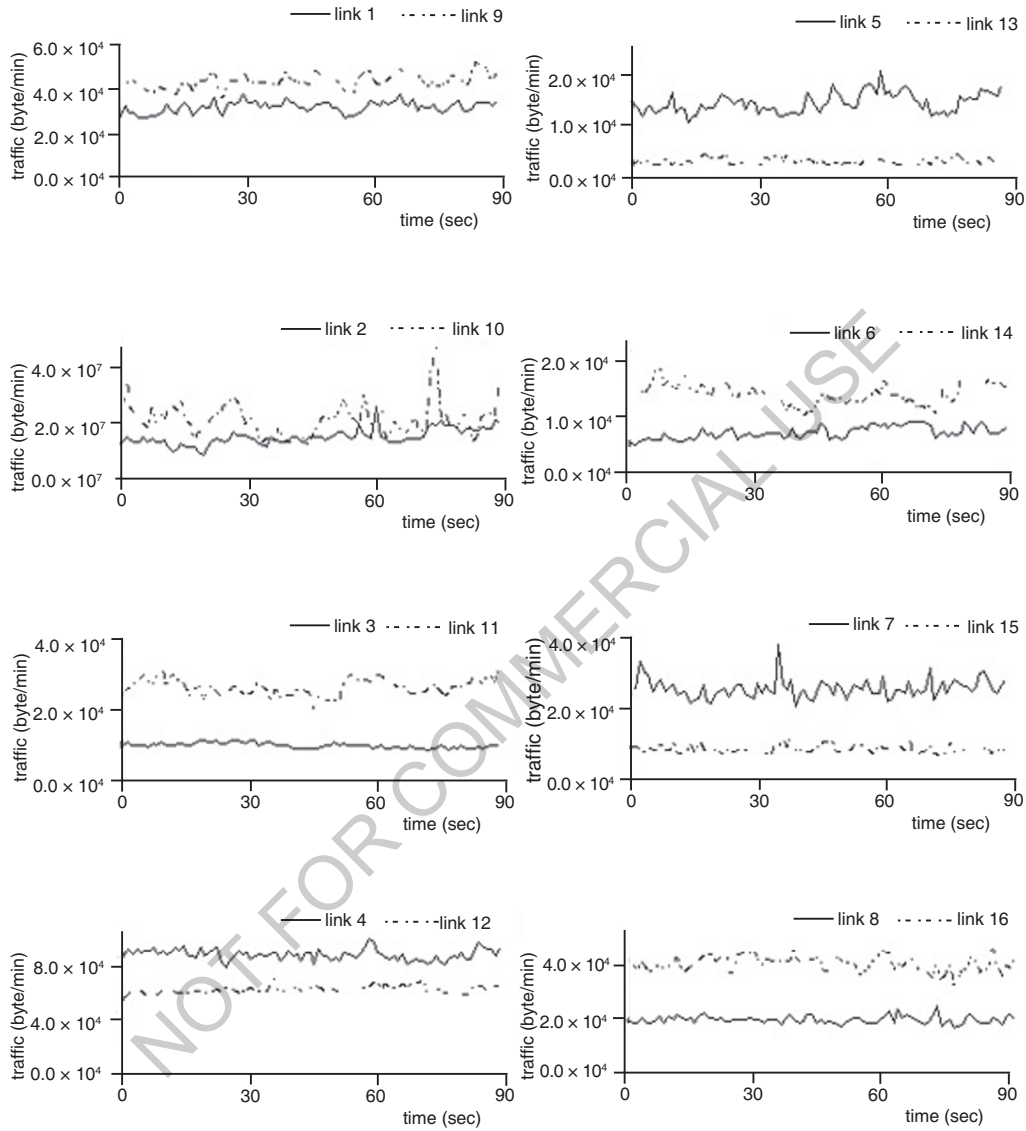 link 1 link 9
traffic (byte/min)
6.0 × 10⁴
4.0 × 10⁴
2.0 × 10⁴
0.0 × 10⁴
0 30 60 90
time (sec)
link 5 link 13
traffic (byte/min)
2.0 × 10⁴
1.0 × 10⁴
0.0 × 10⁴
0 30 60 90
time (sec)
link 2 link 10
traffic (byte/min)
4.0 × 10⁷
2.0 × 10⁷
0.0 × 10⁷
0 30 60 90
time (sec)
link 6 link 14
traffic (byte/min)
2.0 × 10⁴
1.0 × 10⁴
0.0 × 10⁴
0 30 60 90
time (sec)
link 3 link 11
traffic (byte/min)
4.0 × 10⁴
2.0 × 10⁴
0.0 × 10⁴
0 30 60 90
time (sec)
link 7 link 15
traffic (byte/min)
4.0 × 10⁴
2.0 × 10⁴
0.0 × 10⁴
0 30 60 90
time (sec)
link 4 link 12
traffic (byte/min)
8.0 × 10⁴
4.0 × 10⁴
0.0 × 10⁴
0 30 60 90
time (sec)
link 8 link 16
traffic (byte/min)
4.0 × 10⁴
2.0 × 10⁴
0.0 × 10⁴
0 30 60 90
time (sec)
NOT FOR COMMERCIAL USE